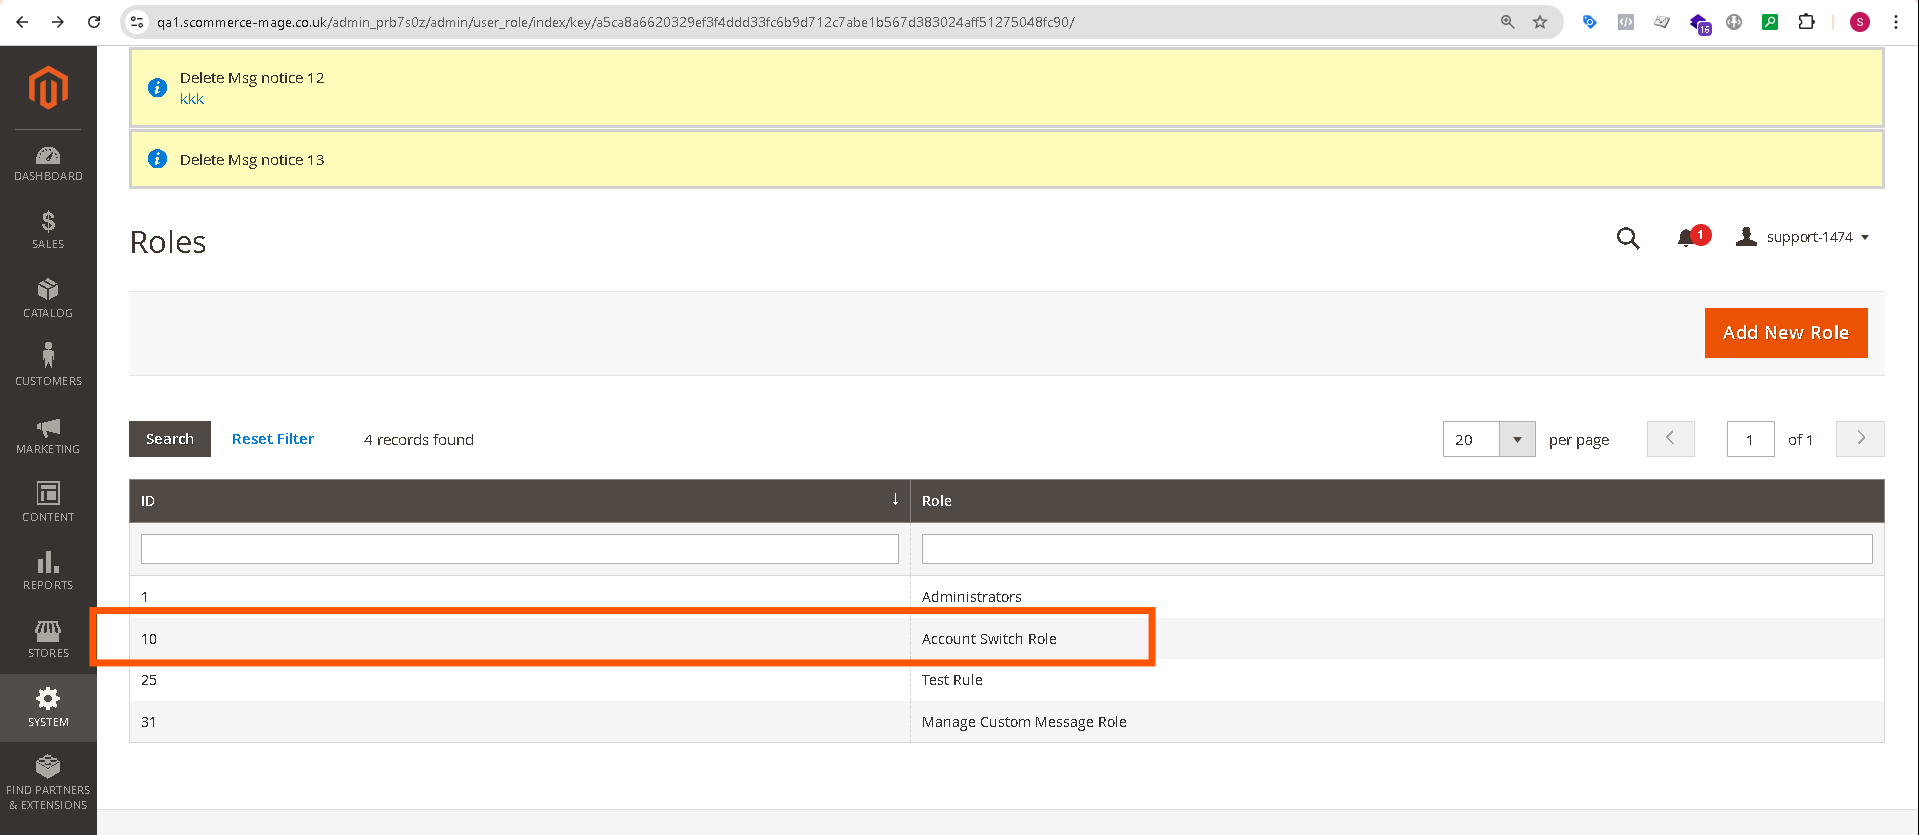 qa1.scommerce-mage.co.uk/admin_prb7s0z/admin/user_role/index/key/a5ca8a6620329ef3f4ddd33fc6b9d712c7abe1b567d383024aff51275048fc90/
16
S
Delete Msg notice 12
kkk
Delete Msg notice 13
DASHBOARD
SALES
CATALOG
CUSTOMERS
MARKETING
CONTENT
REPORTS
STORES
SYSTEM
FIND PARTNERS
& EXTENSIONS
Roles
1
support-1474
Add New Role
Search Reset Filter 4 records found 20 per page 1 of 1
ID Role
1 Administrators
10 Account Switch Role
25 Test Rule
31 Manage Custom Message Role